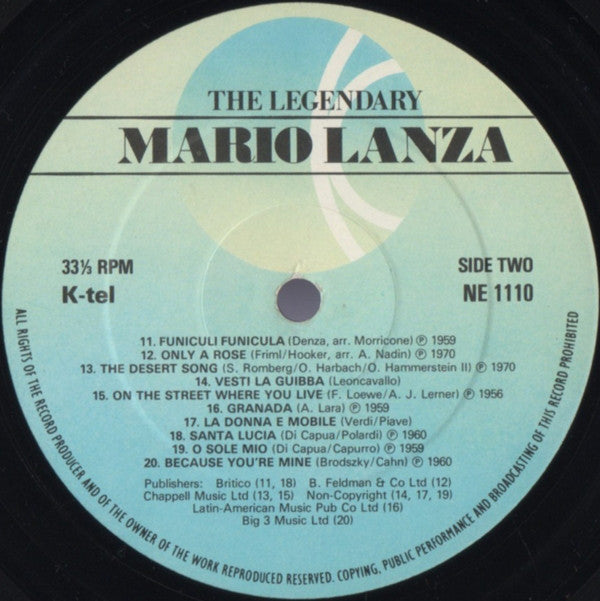 THE LEGENDARY
MARIO LANZA
33⅓ RPM
K-tel
SIDE TWO
NE 1110
11. FUNICULI FUNICULA (Denza, arr. Morricone) Ⓟ 1959
12. ONLY A ROSE (Friml/Hooker, arr. A. Nadin) Ⓟ 1970
13. THE DESERT SONG (S. Romberg/O. Harbach/O. Hammerstein II) Ⓟ 1970
14. VESTI LA GUIBBA (Leoncavallo)
15. ON THE STREET WHERE YOU LIVE (F. Loewe/A. J. Lerner) Ⓟ 1956
16. GRANADA (A. Lara) Ⓟ 1959
17. LA DONNA E MOBILE (Verdi/Piave)
18. SANTA LUCIA (Di Capua/Polardi) Ⓟ 1960
19. O SOLE MIO (Di Capua/Capurro) Ⓟ 1959
20. BECAUSE YOU'RE MINE (Brodszky/Cahn) Ⓟ 1960
Publishers: Britico (11, 18) B. Feldman & Co Ltd (12)
Chappell Music Ltd (13, 15) Non-Copyright (14, 17, 19)
Latin-American Music Pub Co Ltd (16)
Big 3 Music Ltd (20)
ALL RIGHTS OF THE RECORD PRODUCER AND OF THE OWNER OF THE WORK REPRODUCED RESERVED. COPYING, PUBLIC PERFORMANCE AND BROADCASTING OF THIS RECORD PROHIBITED